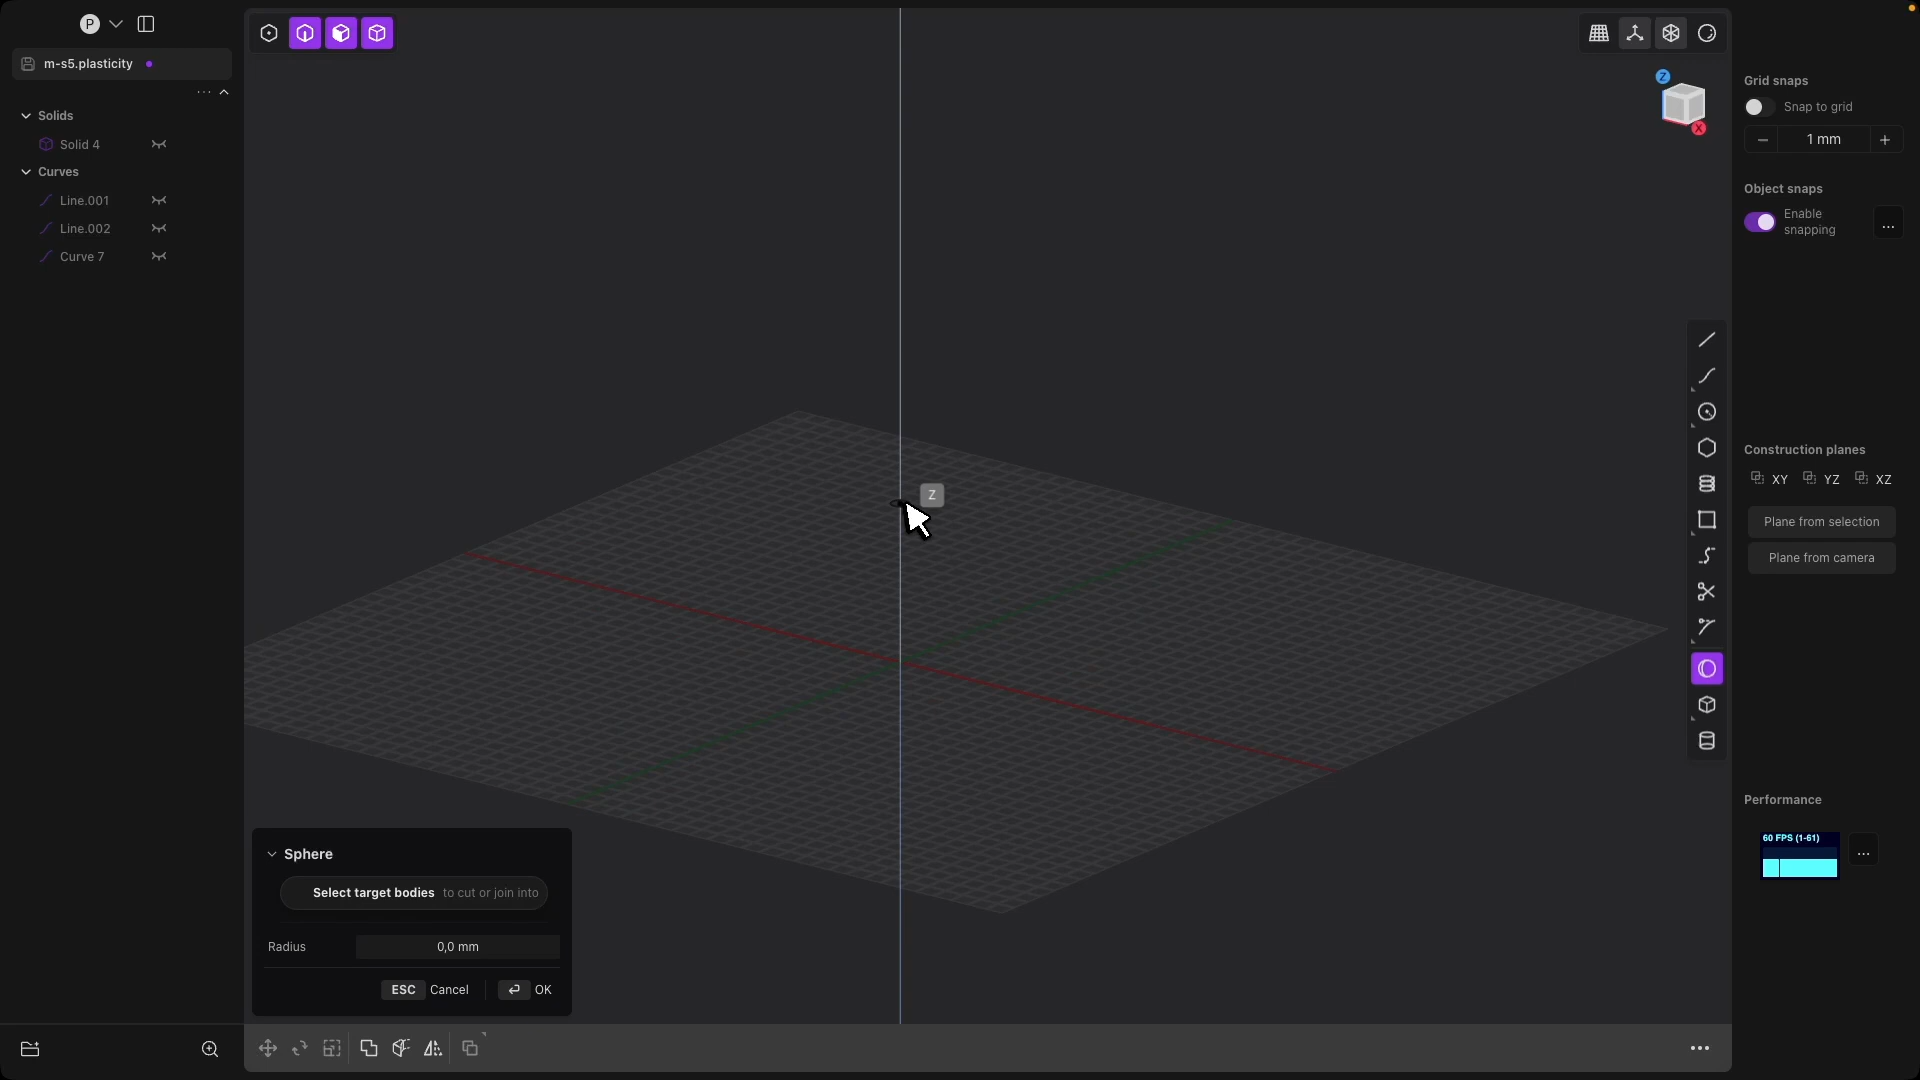 P
m-s5.plasticity
Solids
Solid 4
Curves
Line.001
Line.002
Curve 7
Z
X
Z
Sphere
Select target bodies to cut or join into
Radius 0,0 mm
ESC Cancel OK
Grid snaps
Snap to grid
1 mm
Object snaps
Enable
snapping
...
Construction planes
XY YZ XZ
Plane from selection
Plane from camera
Performance
60 FPS (1-61)
...